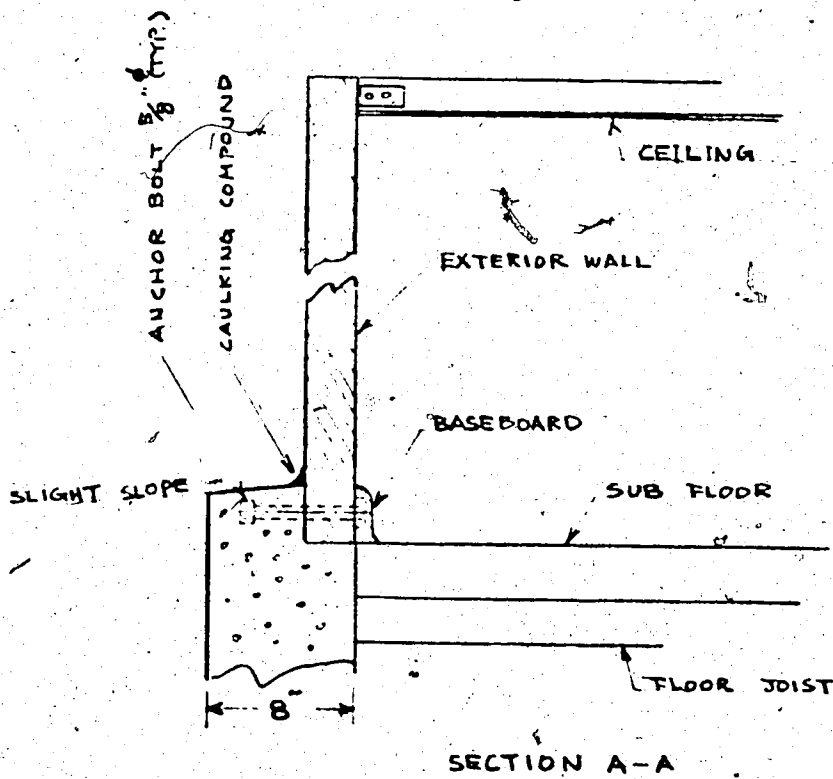 ANCHOR BOLT 5/8" ⌀ (TYP.)
CAULKING COMPOUND
CEILING
EXTERIOR WALL
BASEBOARD
SLIGHT SLOPE
SUB FLOOR
FLOOR JOIST
8"
SECTION A-A